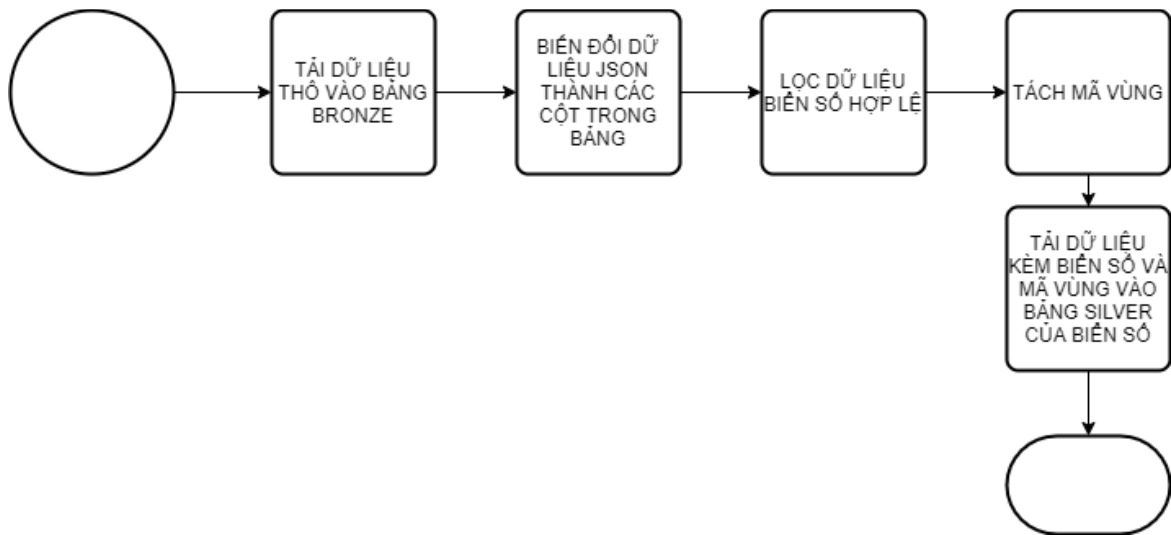 TẢI DỮ LIỆU
THÔ VÀO BẢNG
BRONZE
BIẾN ĐỔI DỮ
LIỆU JSON
THÀNH CÁC
CỘT TRONG
BẢNG
LỌC DỮ LIỆU
BIỂN SỐ HỢP LỆ
TÁCH MÃ VÙNG
TẢI DỮ LIỆU
KÈM BIỂN SỐ VÀ
MÃ VÙNG VÀO
BẢNG SILVER
CỦA BIỂN SỐ